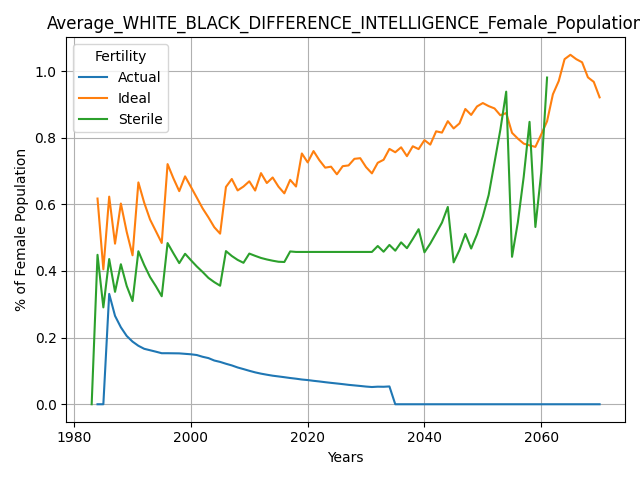 Average_WHITE_BLACK_DIFFERENCE_INTELLIGENCE_Female_Population
Fertility
Actual
Ideal
Sterile
% of Female Population
1.0
0.8
0.6
0.4
0.2
0.0
1980 2000 2020 2040 2060
Years